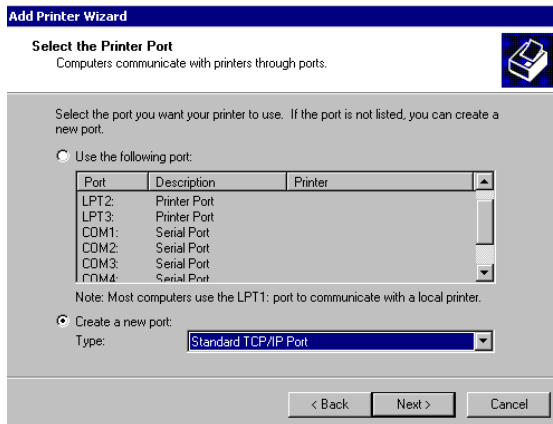 Add Printer Wizard
Select the Printer Port
Computers communicate with printers through ports.
Select the port you want your printer to use. If the port is not listed, you can create a
new port.
Use the following port:
Port Description Printer
LPT2: Printer Port
LPT3: Printer Port
COM1: Serial Port
COM2: Serial Port
COM3: Serial Port
COM4: Serial Port
Note: Most computers use the LPT1: port to communicate with a local printer.
Create a new port:
Type: Standard TCP/IP Port
< Back Next > Cancel